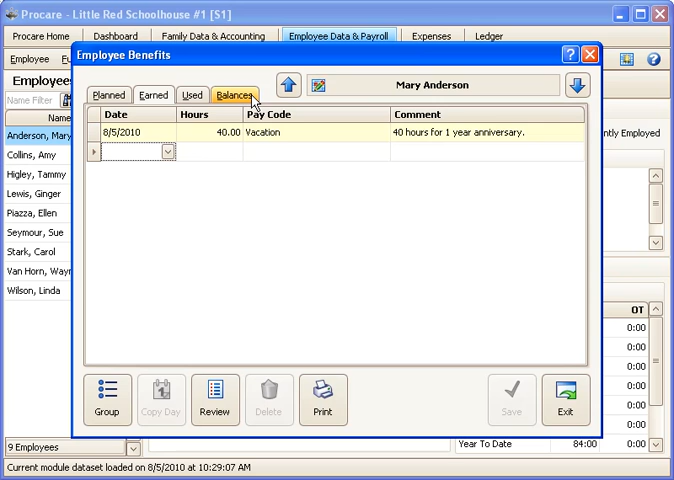 Procare - Little Red Schoolhouse #1 [S1]
Procare Home Dashboard Family Data & Accounting Employee Data & Payroll Expenses Ledger
Employee
Employee Benefits
Employees
Planned Earned Used Balances Mary Anderson
Name Filter
Name
Date Hours Pay Code Comment
Anderson, Mary
8/5/2010 40.00 Vacation 40 hours for 1 year anniversary.
ntly Employed
Collins, Amy
Higley, Tammy
Lewis, Ginger
Piazza, Ellen
Seymour, Sue
Stark, Carol
Van Horn, Wayn
Wilson, Linda
OT
0:00
0:00
0:00
0:00
0:00
0:00
Group Copy Day Review Delete Print Save Exit
9 Employees
Year To Date 84:00 0:00
Current module dataset loaded on 8/5/2010 at 10:29:07 AM